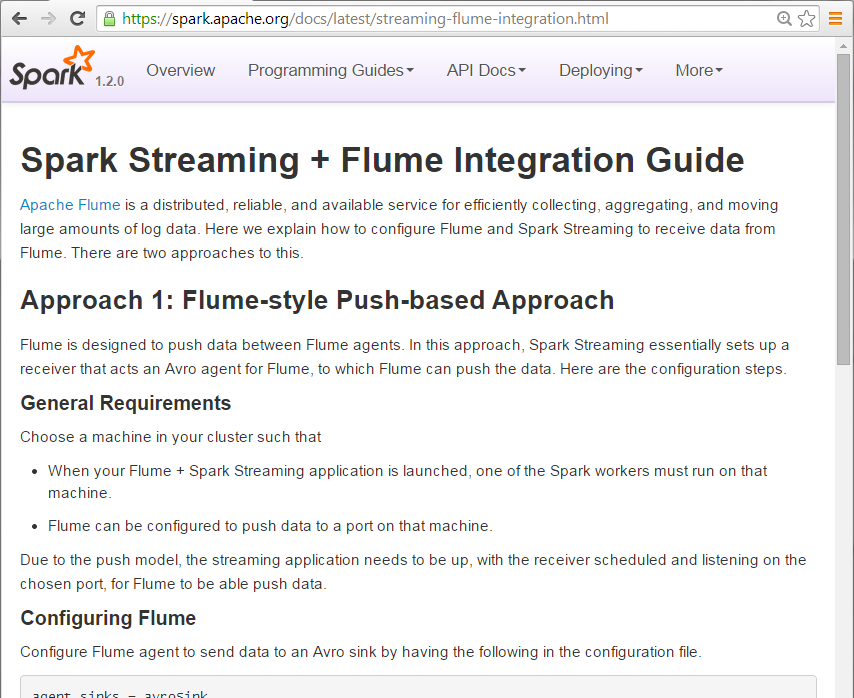 https://spark.apache.org/docs/latest/streaming-flume-integration.html
Spark 1.2.0 Overview Programming Guides API Docs Deploying More
Spark Streaming + Flume Integration Guide
Apache Flume is a distributed, reliable, and available service for efficiently collecting, aggregating, and moving
large amounts of log data. Here we explain how to configure Flume and Spark Streaming to receive data from
Flume. There are two approaches to this.
Approach 1: Flume-style Push-based Approach
Flume is designed to push data between Flume agents. In this approach, Spark Streaming essentially sets up a
receiver that acts an Avro agent for Flume, to which Flume can push the data. Here are the configuration steps.
General Requirements
Choose a machine in your cluster such that
• When your Flume + Spark Streaming application is launched, one of the Spark workers must run on that
machine.
• Flume can be configured to push data to a port on that machine.
Due to the push model, the streaming application needs to be up, with the receiver scheduled and listening on the
chosen port, for Flume to be able push data.
Configuring Flume
Configure Flume agent to send data to an Avro sink by having the following in the configuration file.
agent.sinks = avroSink